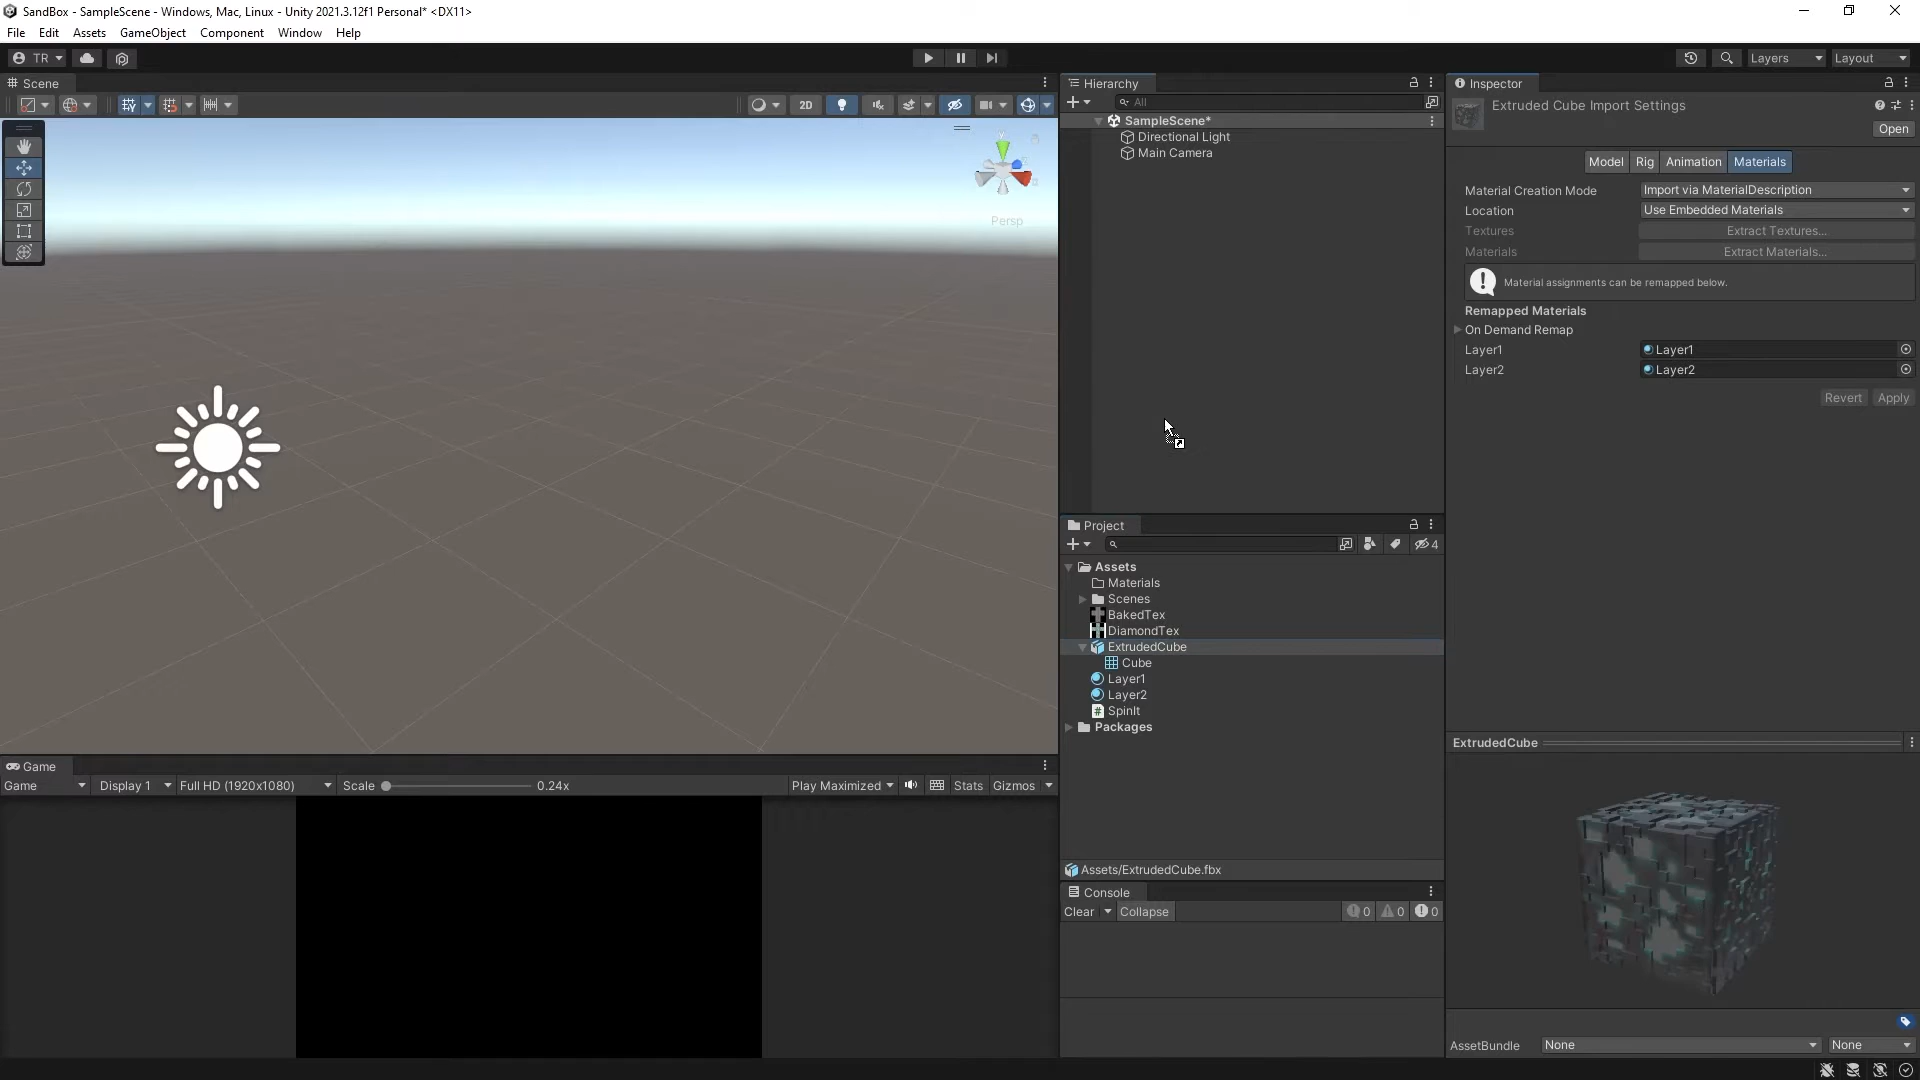 SandBox - SampleScene - Windows, Mac, Linux - Unity 2021.3.12f1 Personal* <DX11>
File Edit Assets GameObject Component Window Help
TR
Layers Layout
Scene
2D
Persp
Hierarchy
All
SampleScene*
Directional Light
Main Camera
Inspector
Extruded Cube Import Settings
Open
Model Rig Animation Materials
Material Creation Mode Import via MaterialDescription
Location Use Embedded Materials
Textures Extract Textures...
Materials Extract Materials...
Material assignments can be remapped below.
Remapped Materials
On Demand Remap
Layer1 Layer1
Layer2 Layer2
Revert Apply
Project
4
Assets
Materials
Scenes
BakedTex
DiamondTex
ExtrudedCube
Cube
Layer1
Layer2
SpinIt
Packages
Assets/ExtrudedCube.fbx
Console
Clear Collapse 0 0 0
Game
Game Display 1 Full HD (1920x1080) Scale 0.24x Play Maximized Stats Gizmos
ExtrudedCube
AssetBundle None None